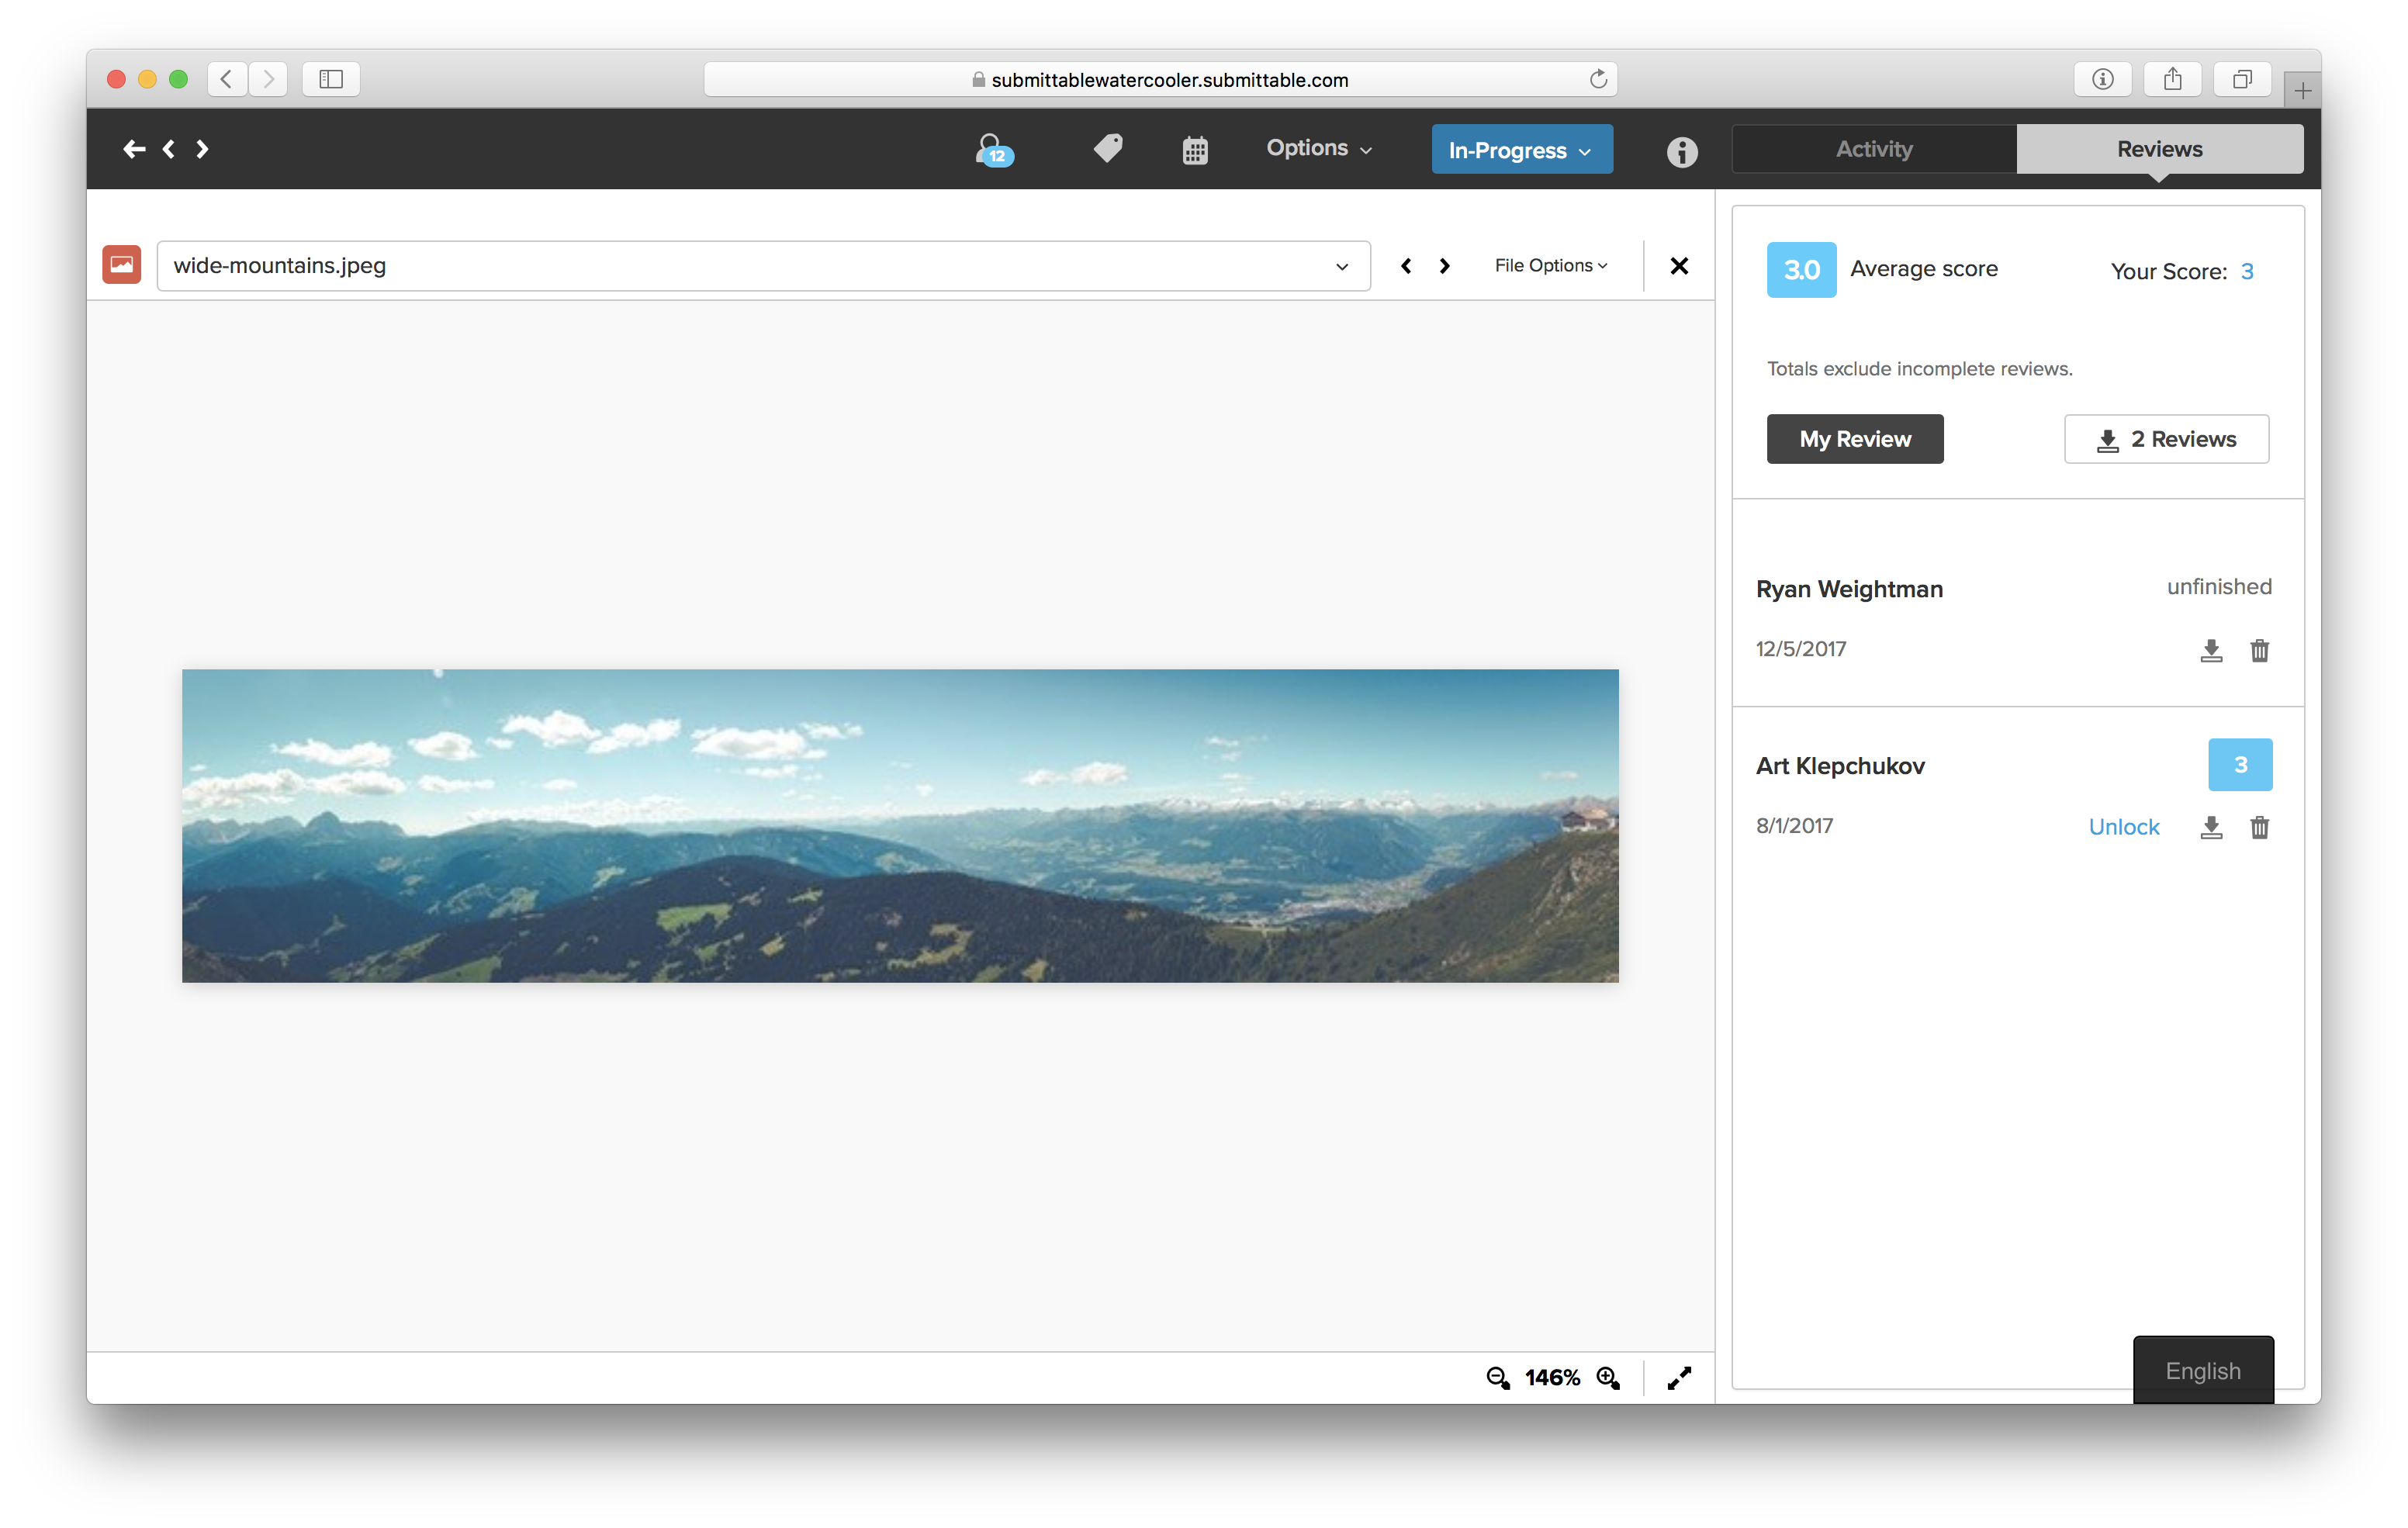 submittablewatercooler.submittable.com
12
Options
In-Progress
Activity
Reviews
wide-mountains.jpeg
File Options
3.0 Average score
Your Score: 3
Totals exclude incomplete reviews.
My Review
2 Reviews
Ryan Weightman
unfinished
12/5/2017
Art Klepchukov
3
8/1/2017
Unlock
146%
English